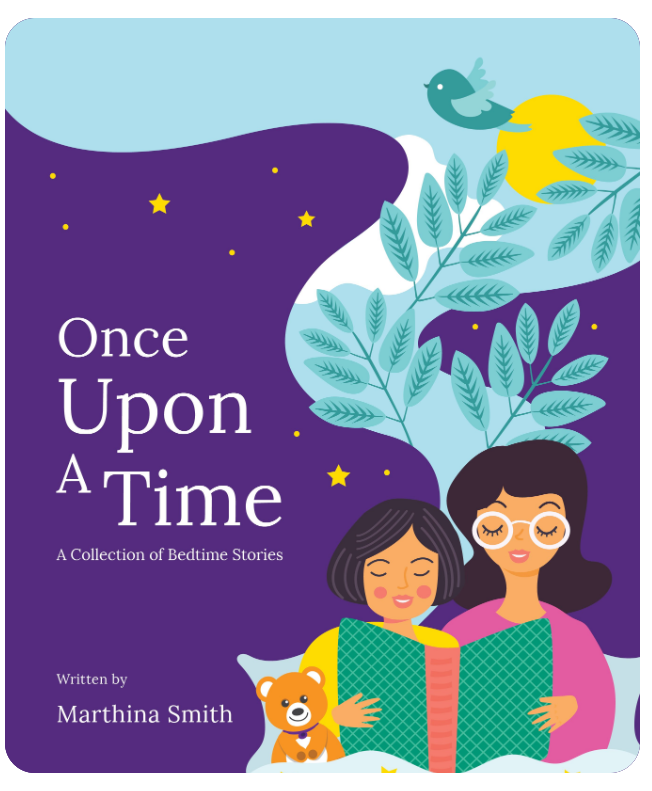 Once
Upon
A Time
A Collection of Bedtime Stories
Written by
Marthina Smith